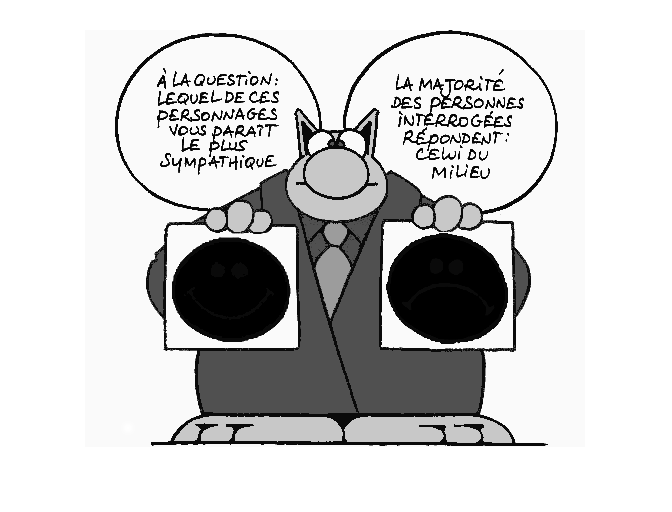 À LA QUESTION:
LEQUEL DE CES
PERSONNAGES
VOUS PARAÎT
LE PLUS
SYMPATHIQUE
LA MAJORITÉ
DES PERSONNES
INTERROGÉES
RÉPONDENT:
CELUI DU
MILIEU